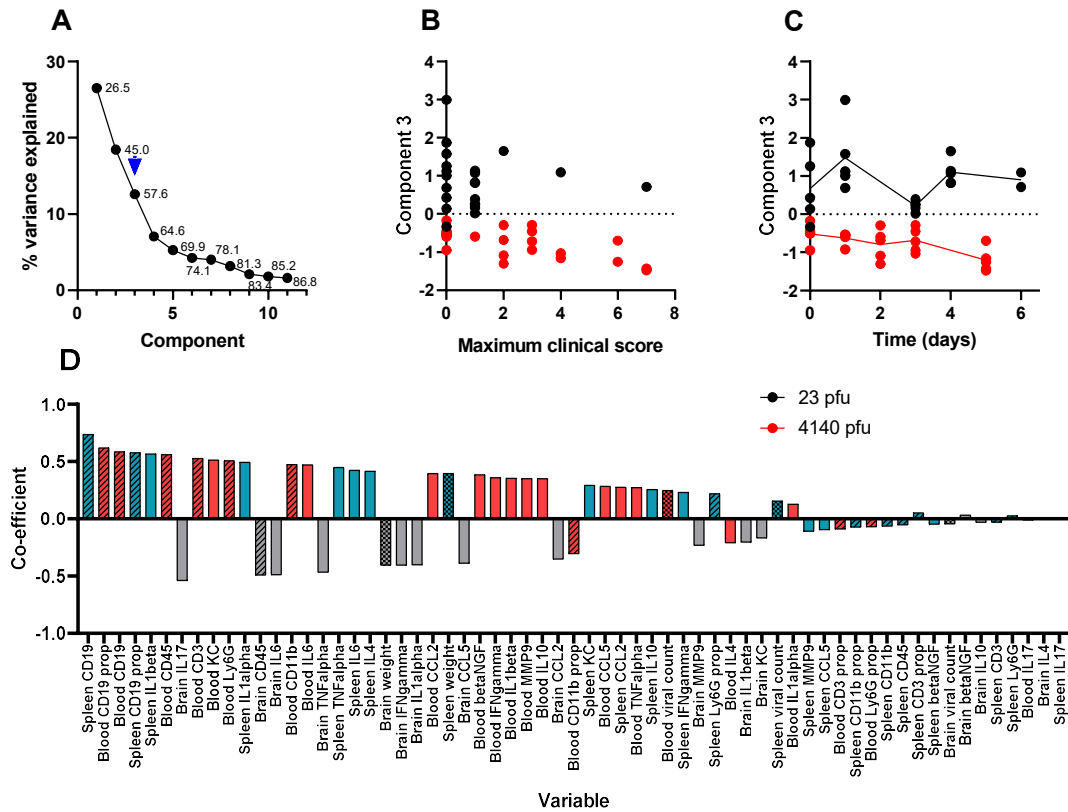 A
% variance explained
30
20
10
0
26.5
45.0
57.6
64.6
69.9
74.1
78.1
81.3
83.4
85.2
86.8
0
5
10
Component
B
Component 3
4
3
2
1
0
-1
-2
0
2
4
6
8
Maximum clinical score
C
Component 3
4
3
2
1
0
-1
-2
0
2
4
6
Time (days)
D
23 pfu
4140 pfu
Co-efficient
1.0
0.5
0.0
-0.5
-1.0
Spleen CD19
Blood CD19 prop
Blood CD19
Spleen CD19 prop
Spleen IL1beta
Blood CD45
Brain IL17
Blood CD3
Blood KC
Blood Ly6G
Spleen IL1alpha
Brain CD45
Brain IL6
Blood CD11b
Blood IL6
Brain TNFalpha
Spleen TNFalpha
Spleen IL6
Spleen IL4
Brain weight
Brain IFNgamma
Brain IL1alpha
Blood CCL2
Spleen weight
Brain CCL5
Blood betaNGF
Blood IFNgamma
Blood IL1beta
Blood MMP9
Blood IL10
Brain CCL2
Blood CD11b prop
Spleen KC
Blood CCL5
Spleen CCL2
Blood TNFalpha
Spleen IL10
Blood viral count
Spleen IFNgamma
Brain MMP9
Spleen Ly6G prop
Blood IL4
Brain IL1beta
Brain KC
Spleen viral count
Blood IL1alpha
Spleen MMP9
Spleen CCL5
Blood CD3 prop
Spleen CD11b prop
Blood Ly6G prop
Spleen CD11b
Spleen CD45
Spleen CD3 prop
Spleen betaNGF
Brain viral count
Brain betaNGF
Brain IL10
Spleen CD3
Spleen Ly6G
Blood IL17
Brain IL4
Spleen IL17
Variable